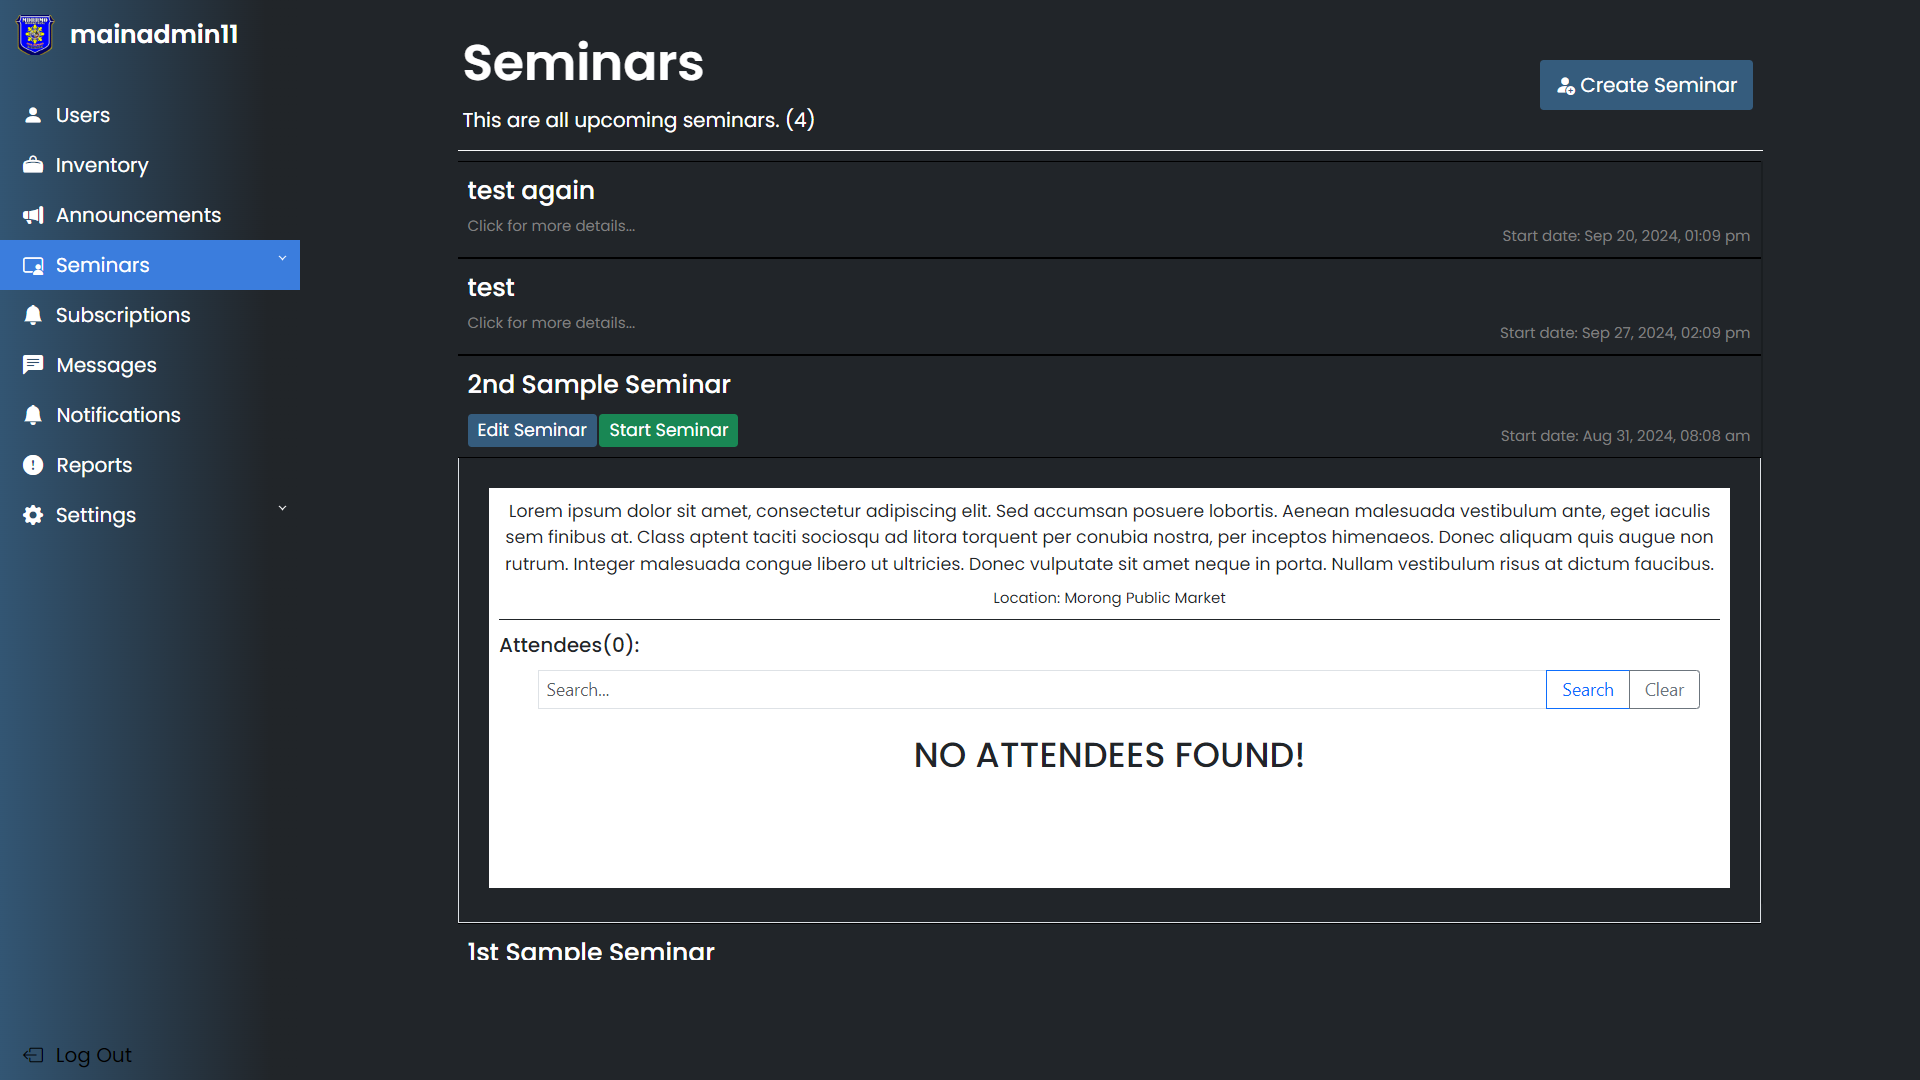 mainadmin11
Users
Inventory
Announcements
Seminars
Subscriptions
Messages
Notifications
Reports
Settings
Log Out
Seminars
This are all upcoming seminars. (4)
Create Seminar
test again
Click for more details...
Start date: Sep 20, 2024, 01:09 pm
test
Click for more details...
Start date: Sep 27, 2024, 02:09 pm
2nd Sample Seminar
Edit Seminar Start Seminar
Start date: Aug 31, 2024, 08:08 am
Lorem ipsum dolor sit amet, consectetur adipiscing elit. Sed accumsan posuere lobortis. Aenean malesuada vestibulum ante, eget iaculis
sem finibus at. Class aptent taciti sociosqu ad litora torquent per conubia nostra, per inceptos himenaeos. Donec aliquam quis augue non
rutrum. Integer malesuada congue libero ut ultricies. Donec vulputate sit amet neque in porta. Nullam vestibulum risus at dictum faucibus.
Location: Morong Public Market
Attendees(0):
Search... Search Clear
NO ATTENDEES FOUND!
1st Sample Seminar